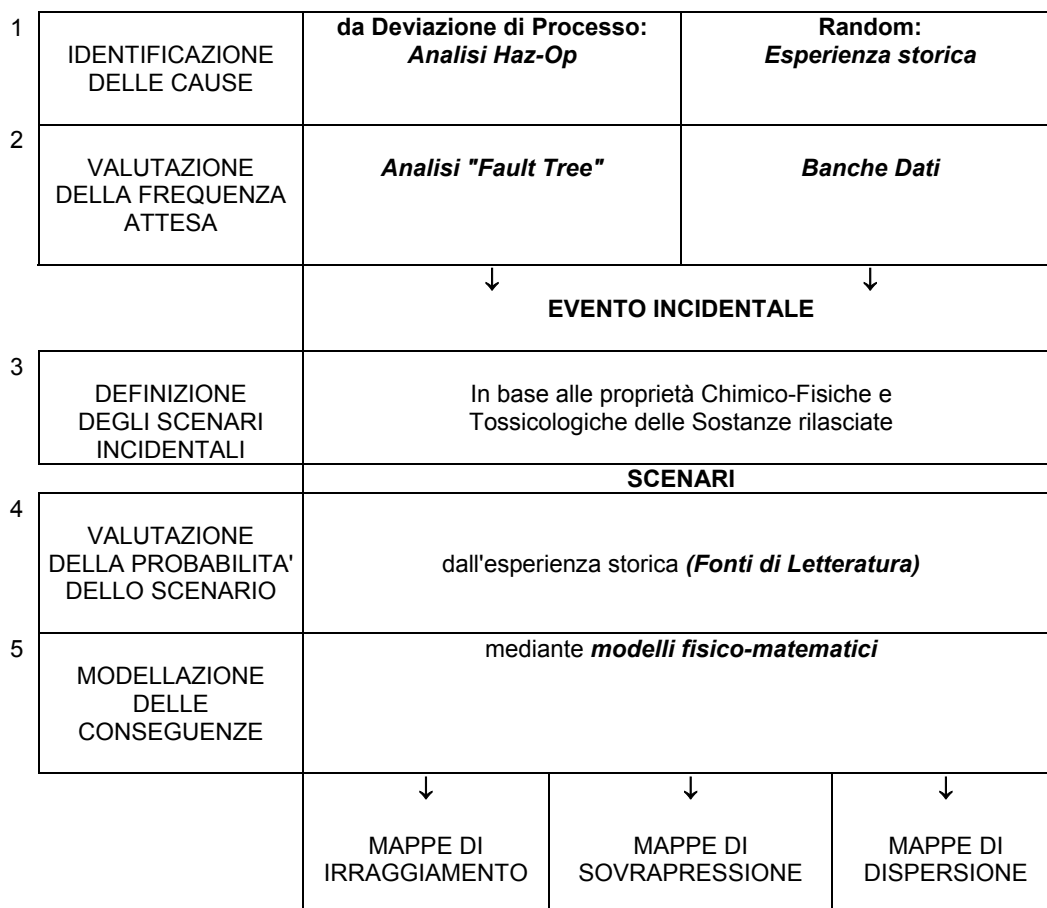 1
IDENTIFICAZIONE
DELLE CAUSE
da Deviazione di Processo:
Analisi Haz-Op
Random:
Esperienza storica
2
VALUTAZIONE
DELLA FREQUENZA
ATTESA
Analisi "Fault Tree"
Banche Dati
↓ ↓
EVENTO INCIDENTALE
3
DEFINIZIONE
DEGLI SCENARI
INCIDENTALI
In base alle proprietà Chimico-Fisiche e
Tossicologiche delle Sostanze rilasciate
SCENARI
4
VALUTAZIONE
DELLA PROBABILITA'
DELLO SCENARIO
dall'esperienza storica (Fonti di Letteratura)
5
MODELLAZIONE
DELLE
CONSEGUENZE
mediante modelli fisico-matematici
↓ ↓ ↓
MAPPE DI
IRRAGGIAMENTO
MAPPE DI
SOVRAPRESSIONE
MAPPE DI
DISPERSIONE